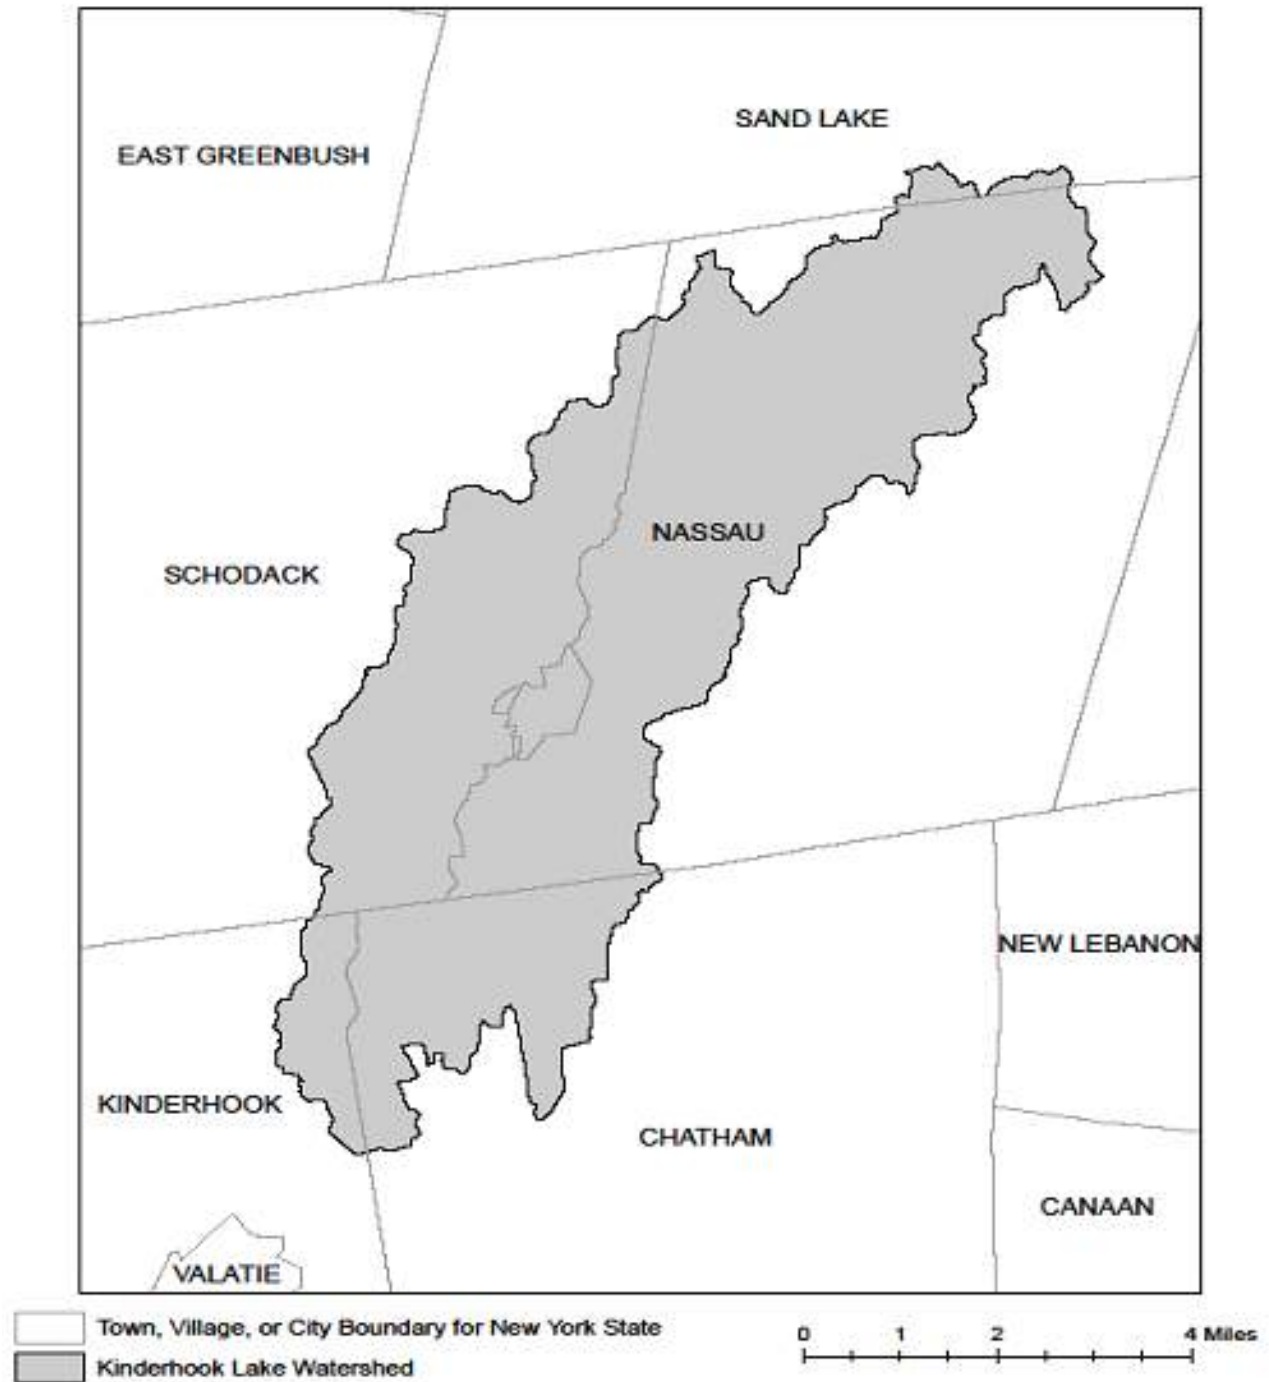 SAND LAKE
EAST GREENBUSH
NASSAU
SCHODACK
NEW LEBANON
KINDERHOOK
CHATHAM
CANAAN
VALATIE
Town, Village, or City Boundary for New York State
Kinderhook Lake Watershed
0 1 2 4 Miles